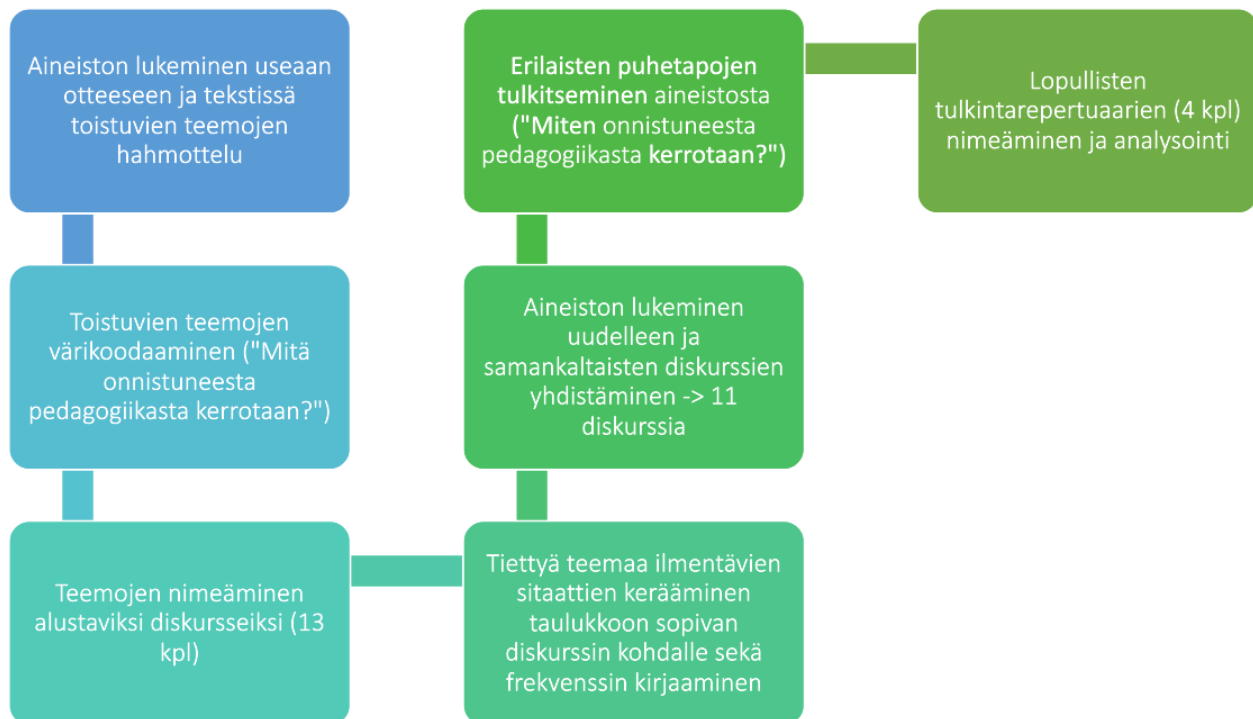 Aineiston lukeminen useaan
otteeseen ja tekstissä
toistuvien teemojen
hahmottelu
Toistuvien teemojen
värikoodaaminen ("Mitä
onnistuneesta
pedagogiikasta kerrotaan?")
Teemojen nimeäminen
alustaviksi diskursseiksi (13
kpl)
Tiettyä teemaa ilmentävien
sitaattien kerääminen
taulukkoon sopivan
diskurssin kohdalle sekä
frekvenssin kirjaaminen
Aineiston lukeminen
uudelleen ja
samankaltaisten diskurssien
yhdistäminen -> 11
diskurssia
Erilaisten puhetapojen
tulkitseminen aineistosta
("Miten onnistuneesta
pedagogiikasta kerrotaan?")
Lopullisten
tulkintarepertuaarien (4 kpl)
nimeäminen ja analysointi